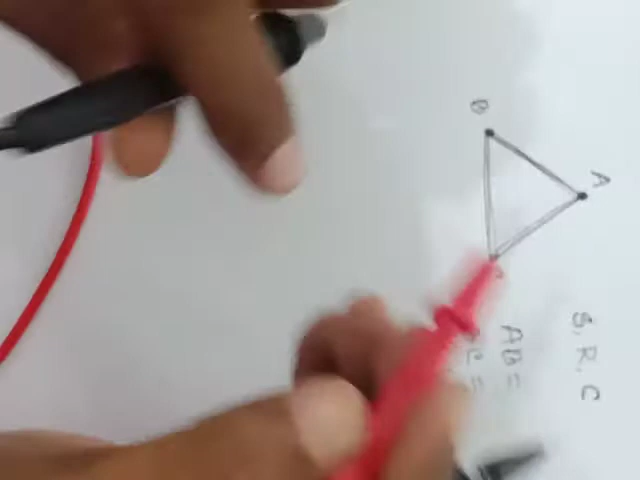 A
B
S, R, C
AB =
C =